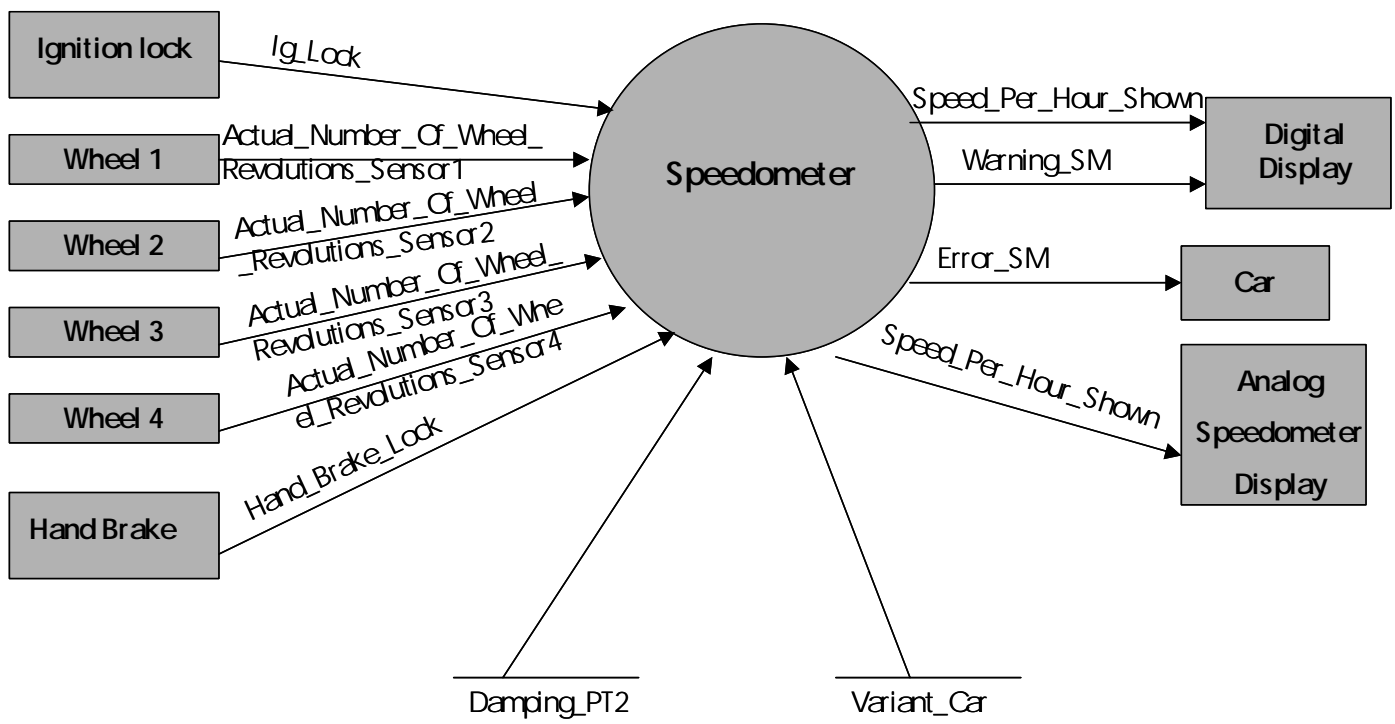 Ignition lock
Ig_Lock
Wheel 1
Actual_Number_Of_Wheel_
Revolutions_Sensor1
Wheel 2
Actual_Number_Of_Wheel
_Revolutions_Sensor2
Wheel 3
Actual_Number_Of_Wheel_
Revolutions_Sensor3
Wheel 4
Actual_Number_Of_Whe
el_Revolutions_Sensor4
Hand Brake
Hand_Brake_Lock
Speedometer
Speed_Per_Hour_Shown
Warning_SM
Digital
Display
Error_SM
Car
Speed_Per_Hour_Shown
Analog
Speedometer
Display
Damping_PT2
Variant_Car